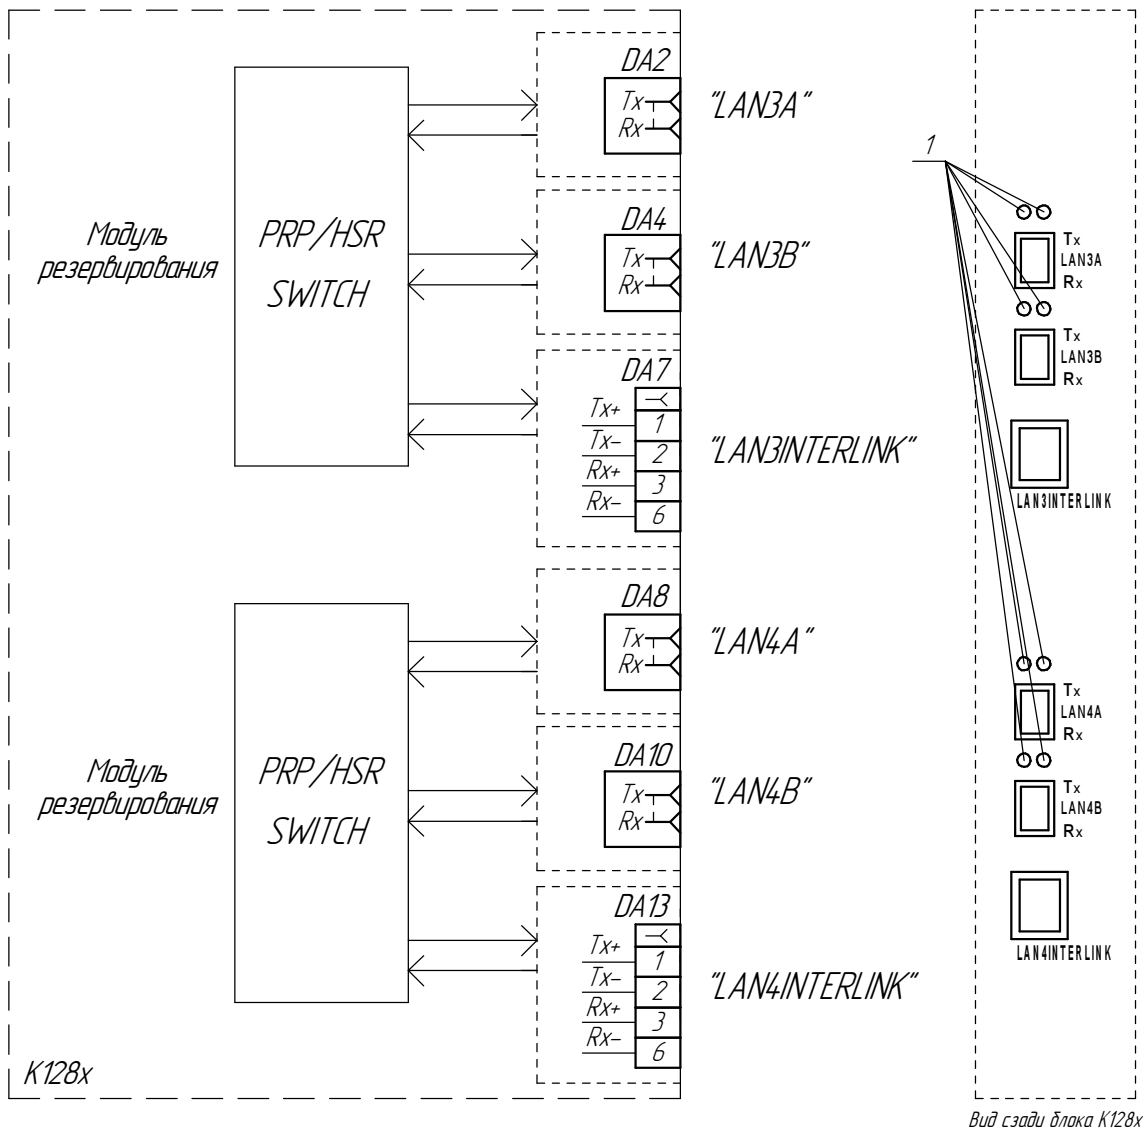 DA2
Tx
Rx
"LAN3A"
Модуль
резервирования
PRP/HSR
SWITCH
DA4
Tx
Rx
"LAN3B"
DA7
Tx+
1
Tx-
2
Rx+
3
Rx-
6
"LAN3INTERLINK"
DA8
Tx
Rx
"LAN4A"
Модуль
резервирования
PRP/HSR
SWITCH
DA10
Tx
Rx
"LAN4B"
DA13
Tx+
1
Tx-
2
Rx+
3
Rx-
6
"LAN4INTERLINK"
К128х
1
Tx
LAN3A
Rx
Tx
LAN3B
Rx
LAN3INTERLINK
Tx
LAN4A
Rx
Tx
LAN4B
Rx
LAN4INTERLINK
Вид сзади блока К128х